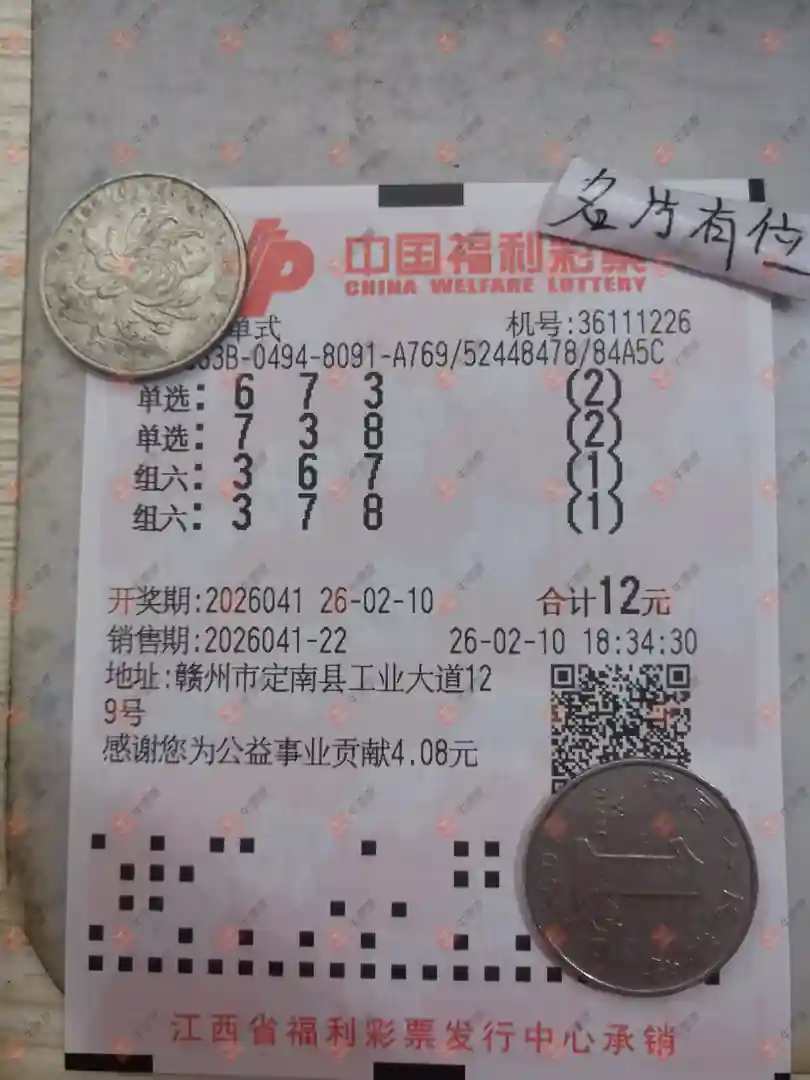 名片有位
中国福利彩票
CHINA WELFARE LOTTERY
单式 机号:36111226
3B-0494-8091-A769/52448478/84A5C
单选: 6 7 3 (2)
单选: 7 3 8 (2)
组六: 3 6 7 (1)
组六: 3 7 8 (1)
开奖期:2026041 26-02-10 合计12元
销售期:2026041-22 26-02-10 18:34:30
地址:赣州市定南县工业大道12
9号
感谢您为公益事业贡献4.08元
江西省福利彩票发行中心承销